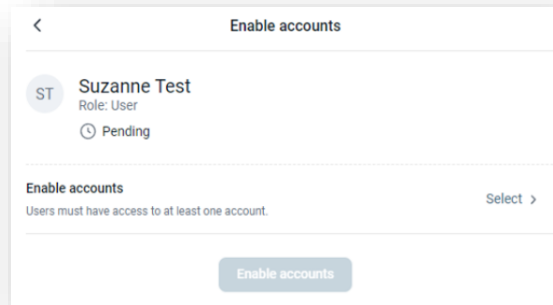 Enable accounts
ST
Suzanne Test
Role: User
Pending
Enable accounts
Select
Users must have access to at least one account.
Enable accounts